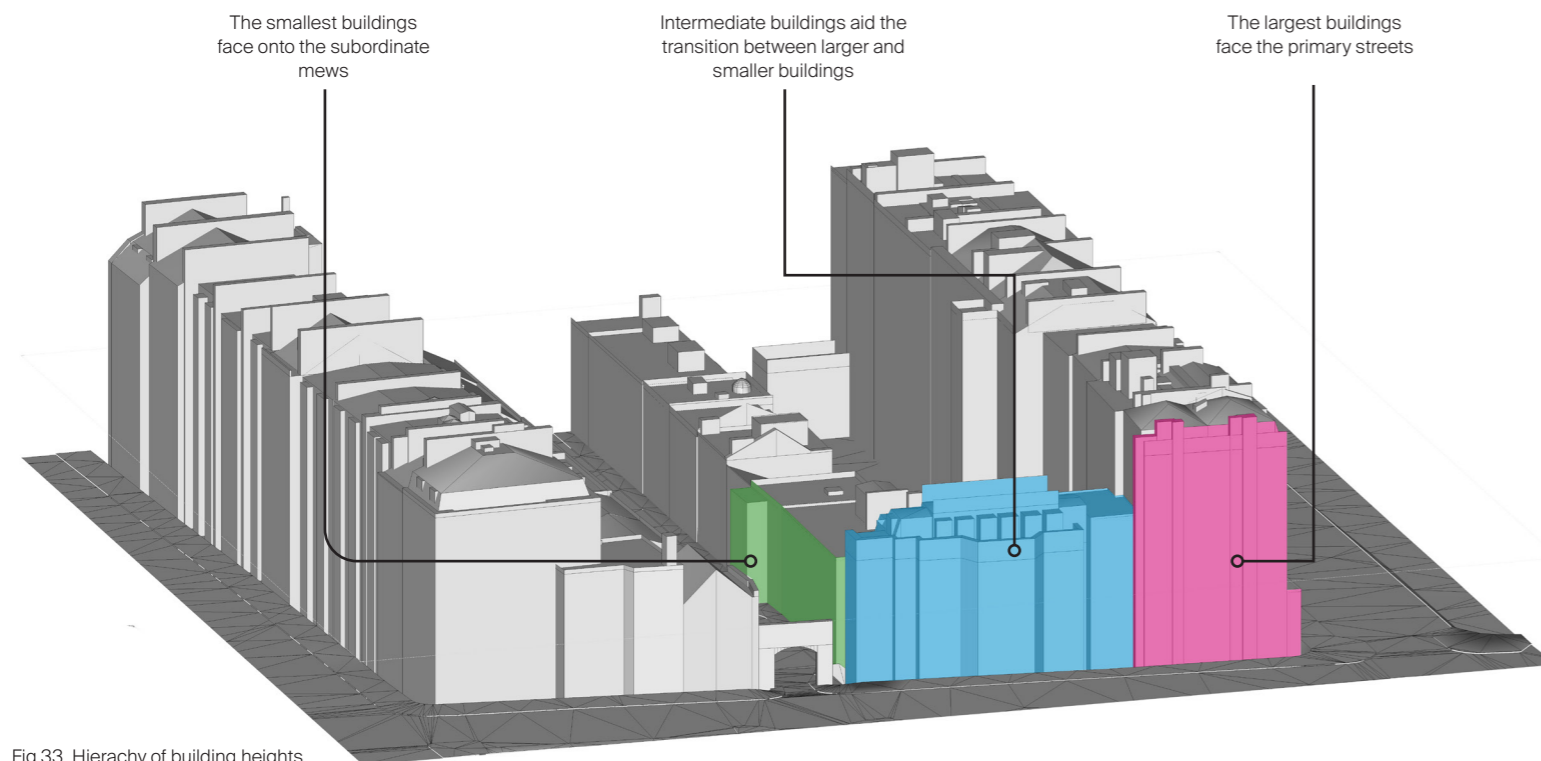 The smallest buildings
face onto the subordinate
mews
Intermediate buildings aid the
transition between larger and
smaller buildings
The largest buildings
face the primary streets
Fig 33. Hierachy of building heights